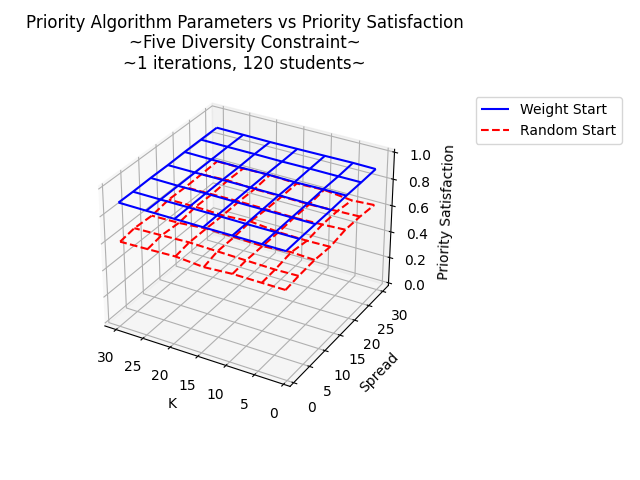 Priority Algorithm Parameters vs Priority Satisfaction
~Five Diversity Constraint~
~1 iterations, 120 students~
Weight Start
Random Start
1.0
0.8
0.6
0.4
0.2
0.0
Priority Satisfaction
30
25
20
15
10
5
0
K
0
5
10
15
20
25
30
Spread